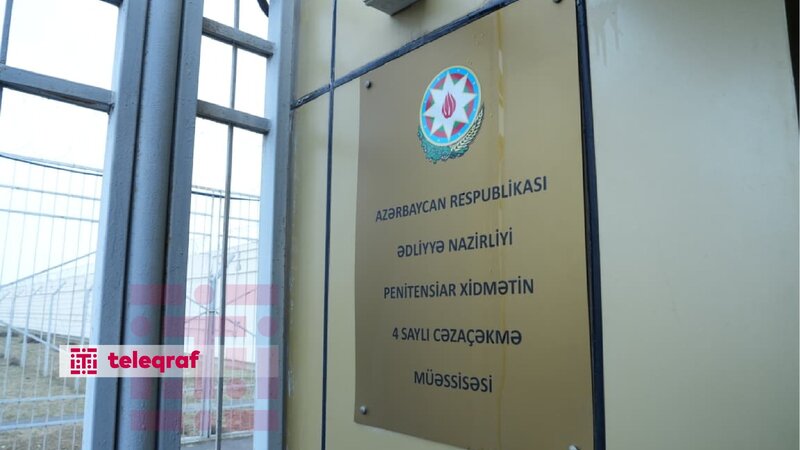 AZƏRBAYCAN RESPUBLİKASI
ƏDLİYYƏ NAZİRLİYİ
PENİTENSİAR XİDMƏTİN
4 SAYLI CƏZAÇƏKMƏ
MÜƏSSİSƏSİ
teleqraf